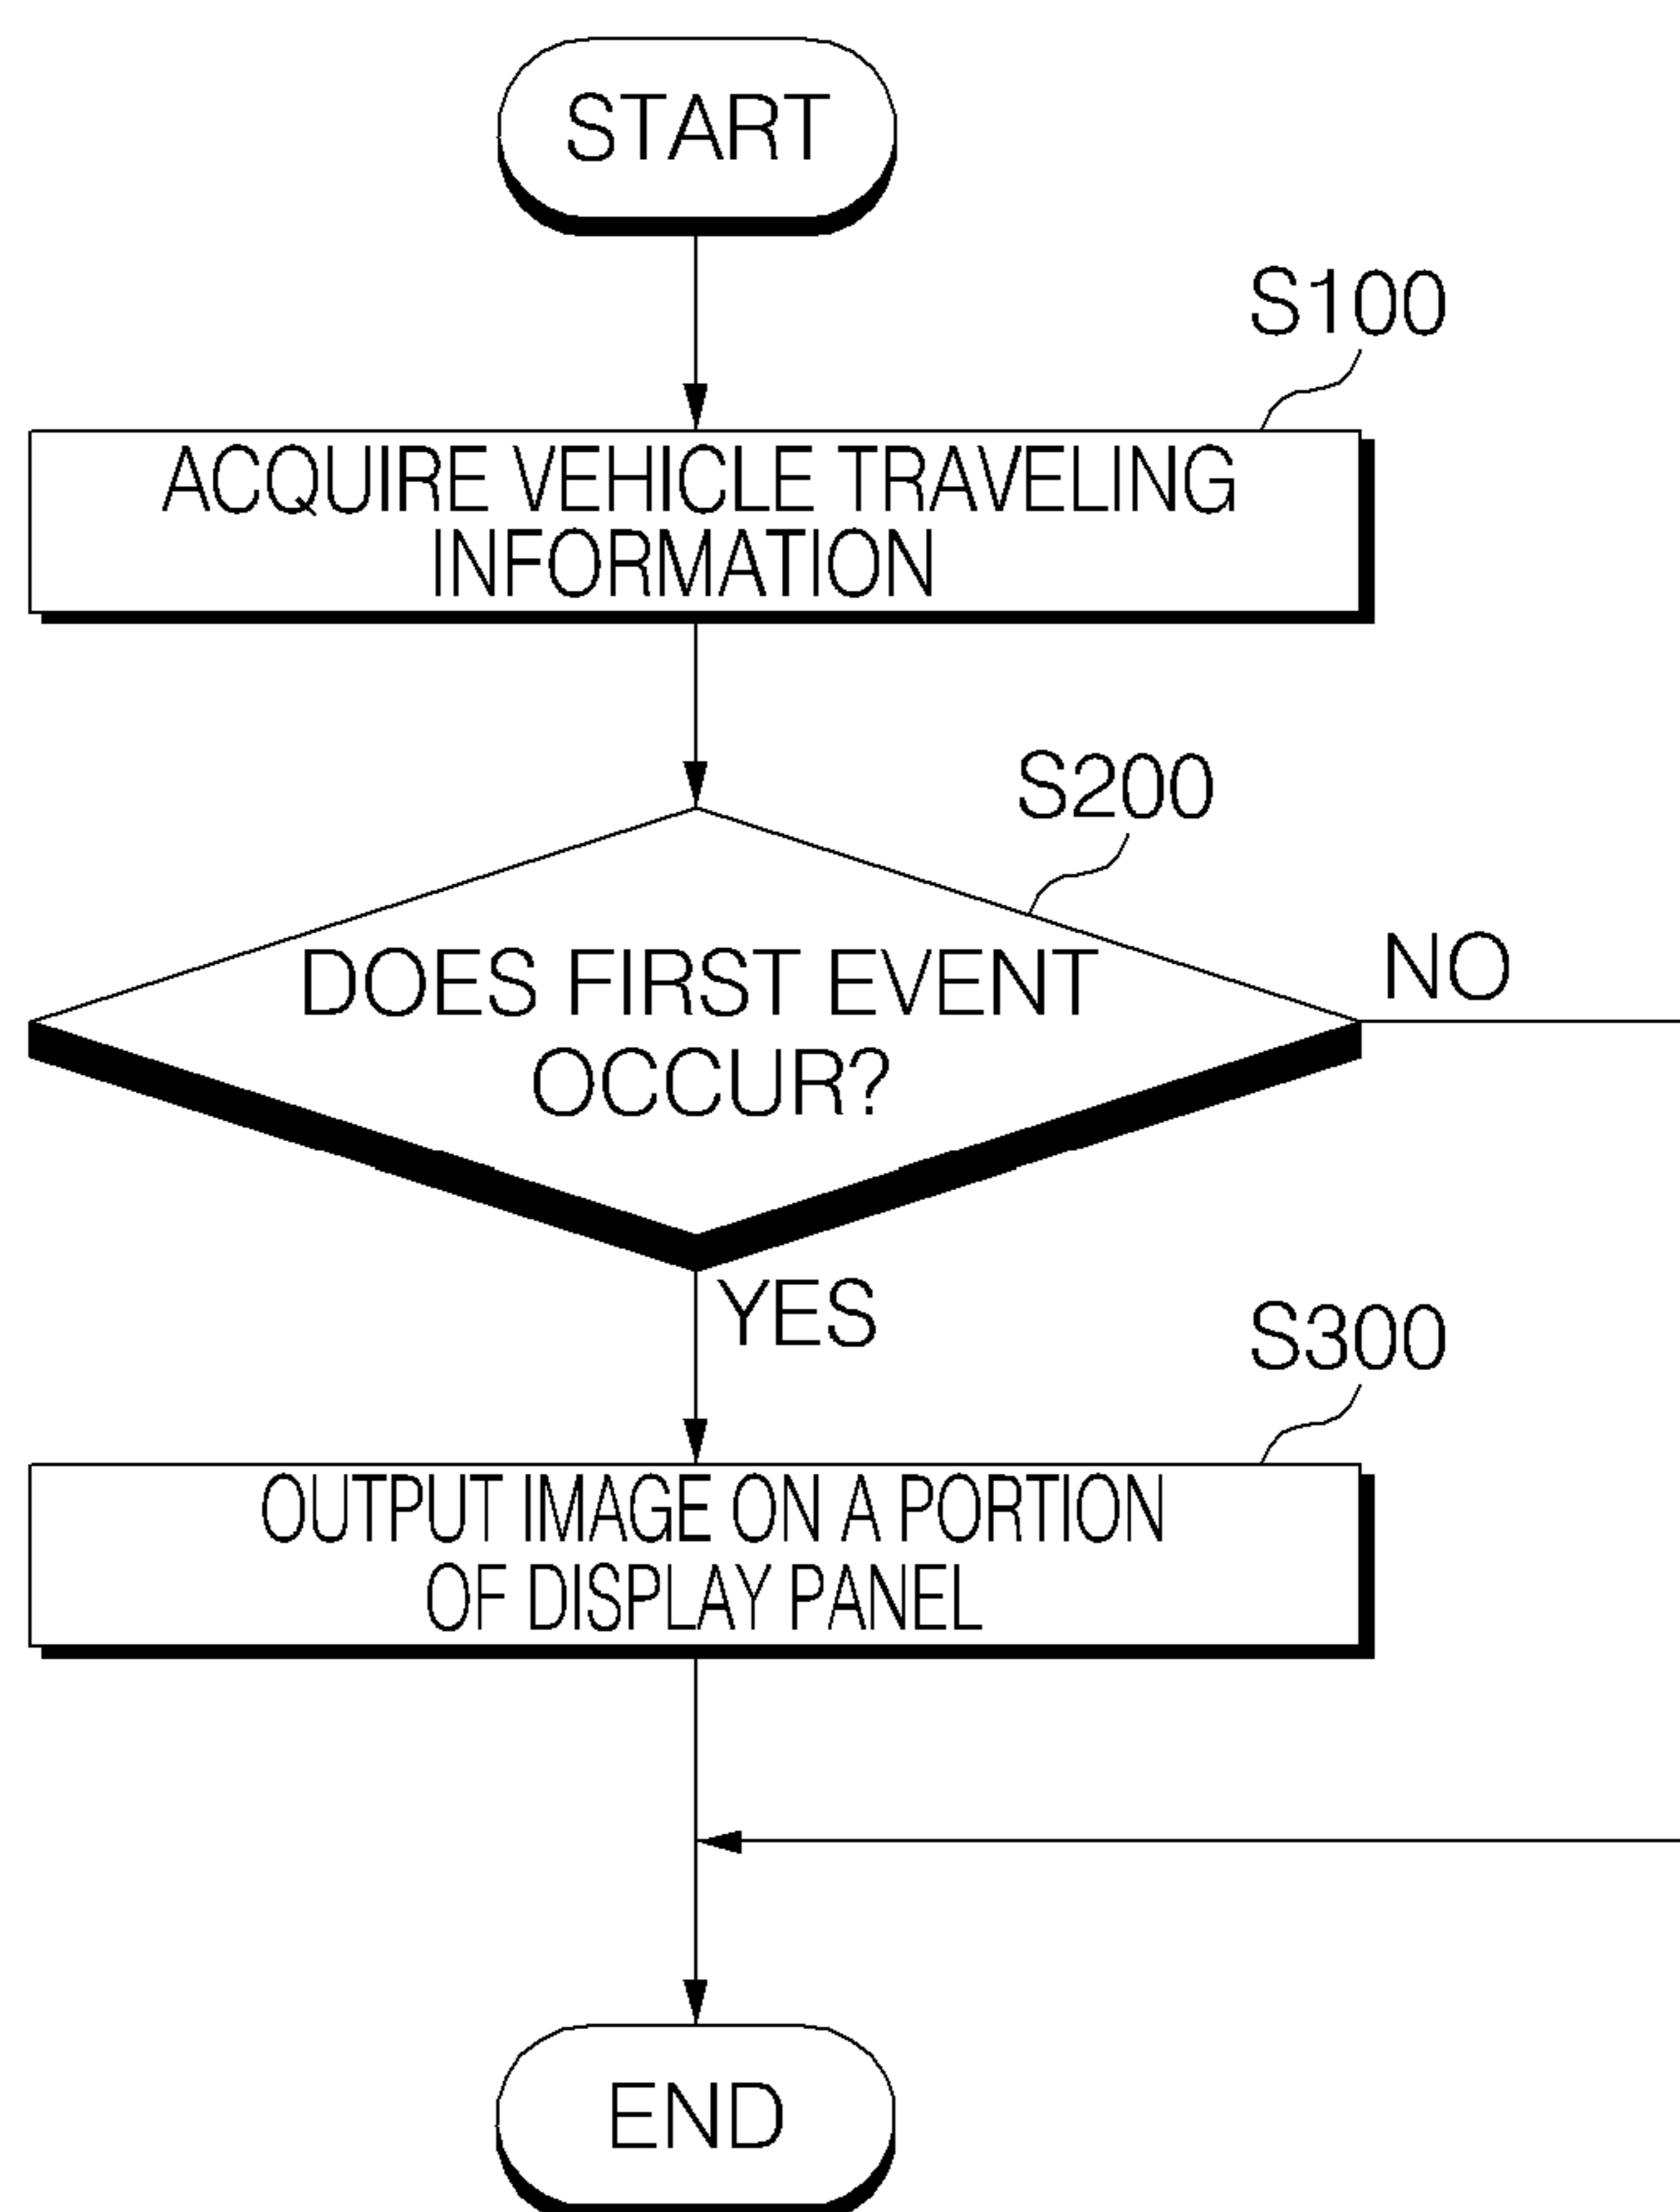 START
S100
ACQUIRE VEHICLE TRAVELING
INFORMATION
S200
DOES FIRST EVENT
OCCUR?
NO
YES
S300
OUTPUT IMAGE ON A PORTION
OF DISPLAY PANEL
END